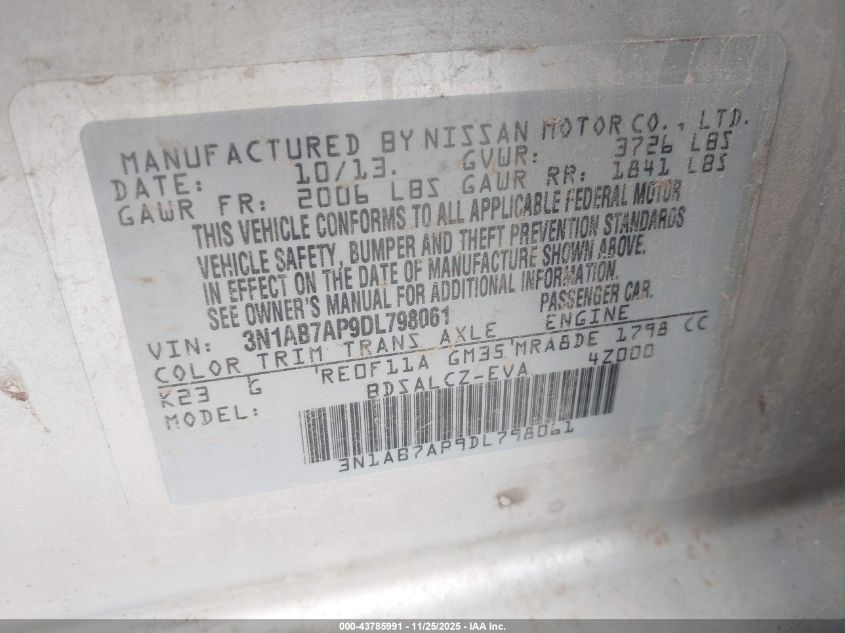 MANUFACTURED BY NISSAN MOTOR CO., LTD.
DATE: 10/13. GVWR: 3726 LBS
GAWR FR: 2006 LBS GAWR RR: 1841 LBS
THIS VEHICLE CONFORMS TO ALL APPLICABLE FEDERAL MOTOR
VEHICLE SAFETY, BUMPER AND THEFT PREVENTION STANDARDS
IN EFFECT ON THE DATE OF MANUFACTURE SHOWN ABOVE.
SEE OWNER'S MANUAL FOR ADDITIONAL INFORMATION.
VIN: 3N1AB7AP9DL798061 PASSENGER CAR.
COLOR TRIM TRANS AXLE ENGINE
K23 G RE0F11A GM35 MRA8DE 1798 CC
MODEL: BDSALCZ-EVA 4Z000
3N1AB7AP9DL798061
000-43785991 - 11/25/2025 - IAA Inc.